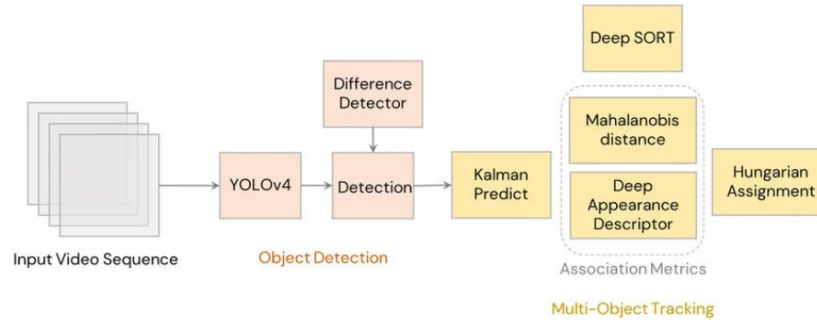 Deep SORT
Difference
Detector
Mahalanobis
distance
YOLOv4
Detection
Kalman
Predict
Hungarian
Assignment
Deep
Appearance
Descriptor
Input Video Sequence
Object Detection
Association Metrics
Multi-Object Tracking